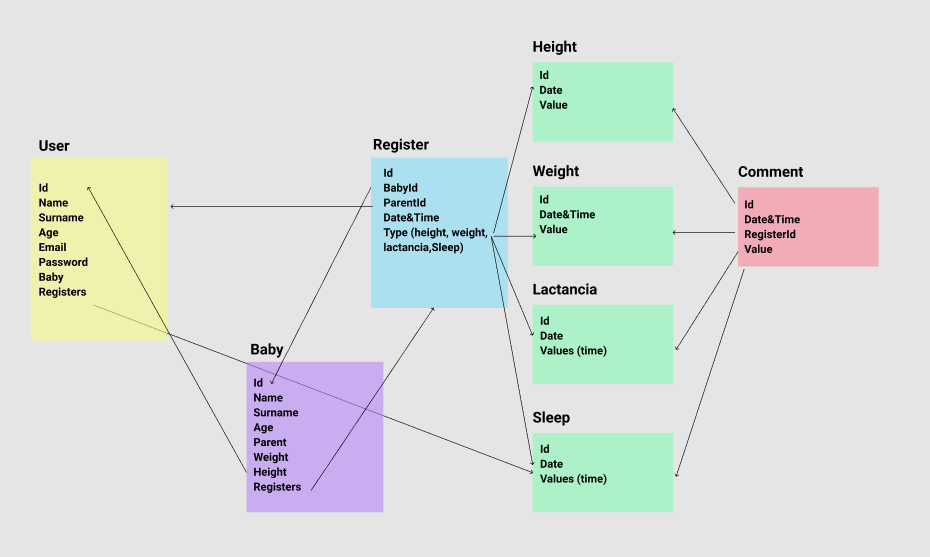 User
Id
Name
Surname
Age
Email
Password
Baby
Registers
Baby
Id
Name
Surname
Age
Parent
Weight
Height
Registers
Register
Id
BabyId
ParentId
Date&Time
Type (height, weight,
lactancia,Sleep)
Height
Id
Date
Value
Weight
Id
Date&Time
Value
Lactancia
Id
Date
Values (time)
Sleep
Id
Date
Values (time)
Comment
Id
Date&Time
RegisterId
Value